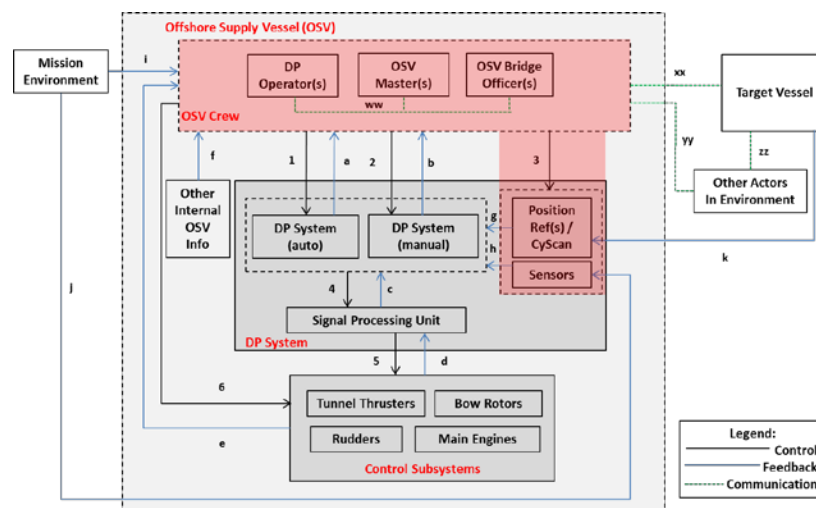 Offshore Supply Vessel (OSV)
Mission
Environment
i
DP
Operator(s)
OSV
Master(s)
OSV Bridge
Officer(s)
ww
OSV Crew
xx
Target Vessel
yy
zz
Other Actors
In Environment
f
1
a
2
b
3
Other
Internal
OSV
Info
DP System
(auto)
DP System
(manual)
g
h
Position
Ref(s) /
CyScan
Sensors
k
j
4
c
Signal Processing Unit
DP System
5
d
6
e
Tunnel Thrusters
Bow Rotors
Rudders
Main Engines
Control Subsystems
Legend:
Control
Feedback
Communication